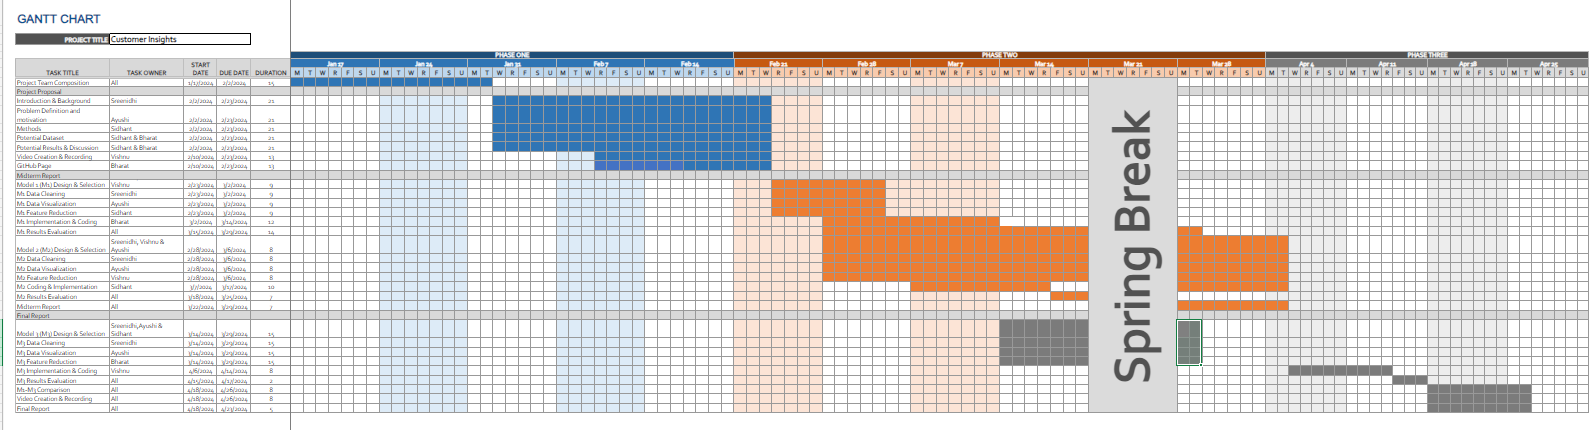 GANTT CHART
PROJECT TITLE Customer Insights
PHASE ONE PHASE TWO PHASE THREE
Jan 17 Jan 24 Jan 31 Feb 7 Feb 14 Feb 21 Feb 28 Mar 7 Mar 14 Mar 21 Mar 28 Apr 4 Apr 11 Apr 18 Apr 25
TASK TITLE TASK OWNER START DATE DUE DATE DURATION M T W R F S U M T W R F S U M T W R F S U M T W R F S U M T W R F S U M T W R F S U M T W R F S U M T W R F S U M T W R F S U M T W R F S U M T W R F S U M T W R F S U M T W R F S U M T W R F S U M T W R F S U
Project Team Composition All 1/17/2024 2/2/2024 15
Project Proposal
Introduction & Background Sreenidhi 2/2/2024 2/23/2024 21
Problem Definition and motivation Ayushi 2/2/2024 2/23/2024 21
Methods Sidhant 2/2/2024 2/23/2024 21
Potential Dataset Sidhant & Bharat 2/2/2024 2/23/2024 21
Potential Results & Discussion Sidhant & Bharat 2/2/2024 2/23/2024 21
Video Creation & Recording Vishnu 2/10/2024 2/23/2024 13
GitHub Page Bharat 2/10/2024 2/23/2024 13
Midterm Report
Model 1 (M1) Design & Selection Vishnu 2/23/2024 3/2/2024 9
M1 Data Cleaning Sreenidhi 2/23/2024 3/2/2024 9
M1 Data Visualization Ayushi 2/23/2024 3/2/2024 9
M1 Feature Reduction Sidhant 2/23/2024 3/2/2024 9
M1 Implementation & Coding Bharat 3/2/2024 3/14/2024 12
M1 Results Evaluation All 3/15/2024 3/29/2024 14
Model 2 (M2) Design & Selection Sreenidhi, Vishnu & Ayushi 2/28/2024 3/6/2024 8
M2 Data Cleaning Sreenidhi 2/28/2024 3/6/2024 8
M2 Data Visualization Ayushi 2/28/2024 3/6/2024 8
M2 Feature Reduction Vishnu 2/28/2024 3/6/2024 8
M2 Coding & Implementation Sidhant 3/7/2024 3/17/2024 10
M2 Results Evaluation All 3/18/2024 3/25/2024 7
Midterm Report All 3/22/2024 3/29/2024 7
Final Report
Model 3 (M3) Design & Selection Sreenidhi,Ayushi & Sidhant 3/14/2024 3/29/2024 15
M3 Data Cleaning Sreenidhi 3/14/2024 3/29/2024 15
M3 Data Visualization Ayushi 3/14/2024 3/29/2024 15
M3 Feature Reduction Bharat 3/14/2024 3/29/2024 15
M3 Implementation & Coding Vishnu 4/6/2024 4/14/2024 8
M3 Results Evaluation All 4/15/2024 4/17/2024 2
M1-M3 Comparison All 4/18/2024 4/26/2024 8
Video Creation & Recording All 4/18/2024 4/26/2024 8
Final Report All 4/18/2024 4/23/2024 5
Spring Break